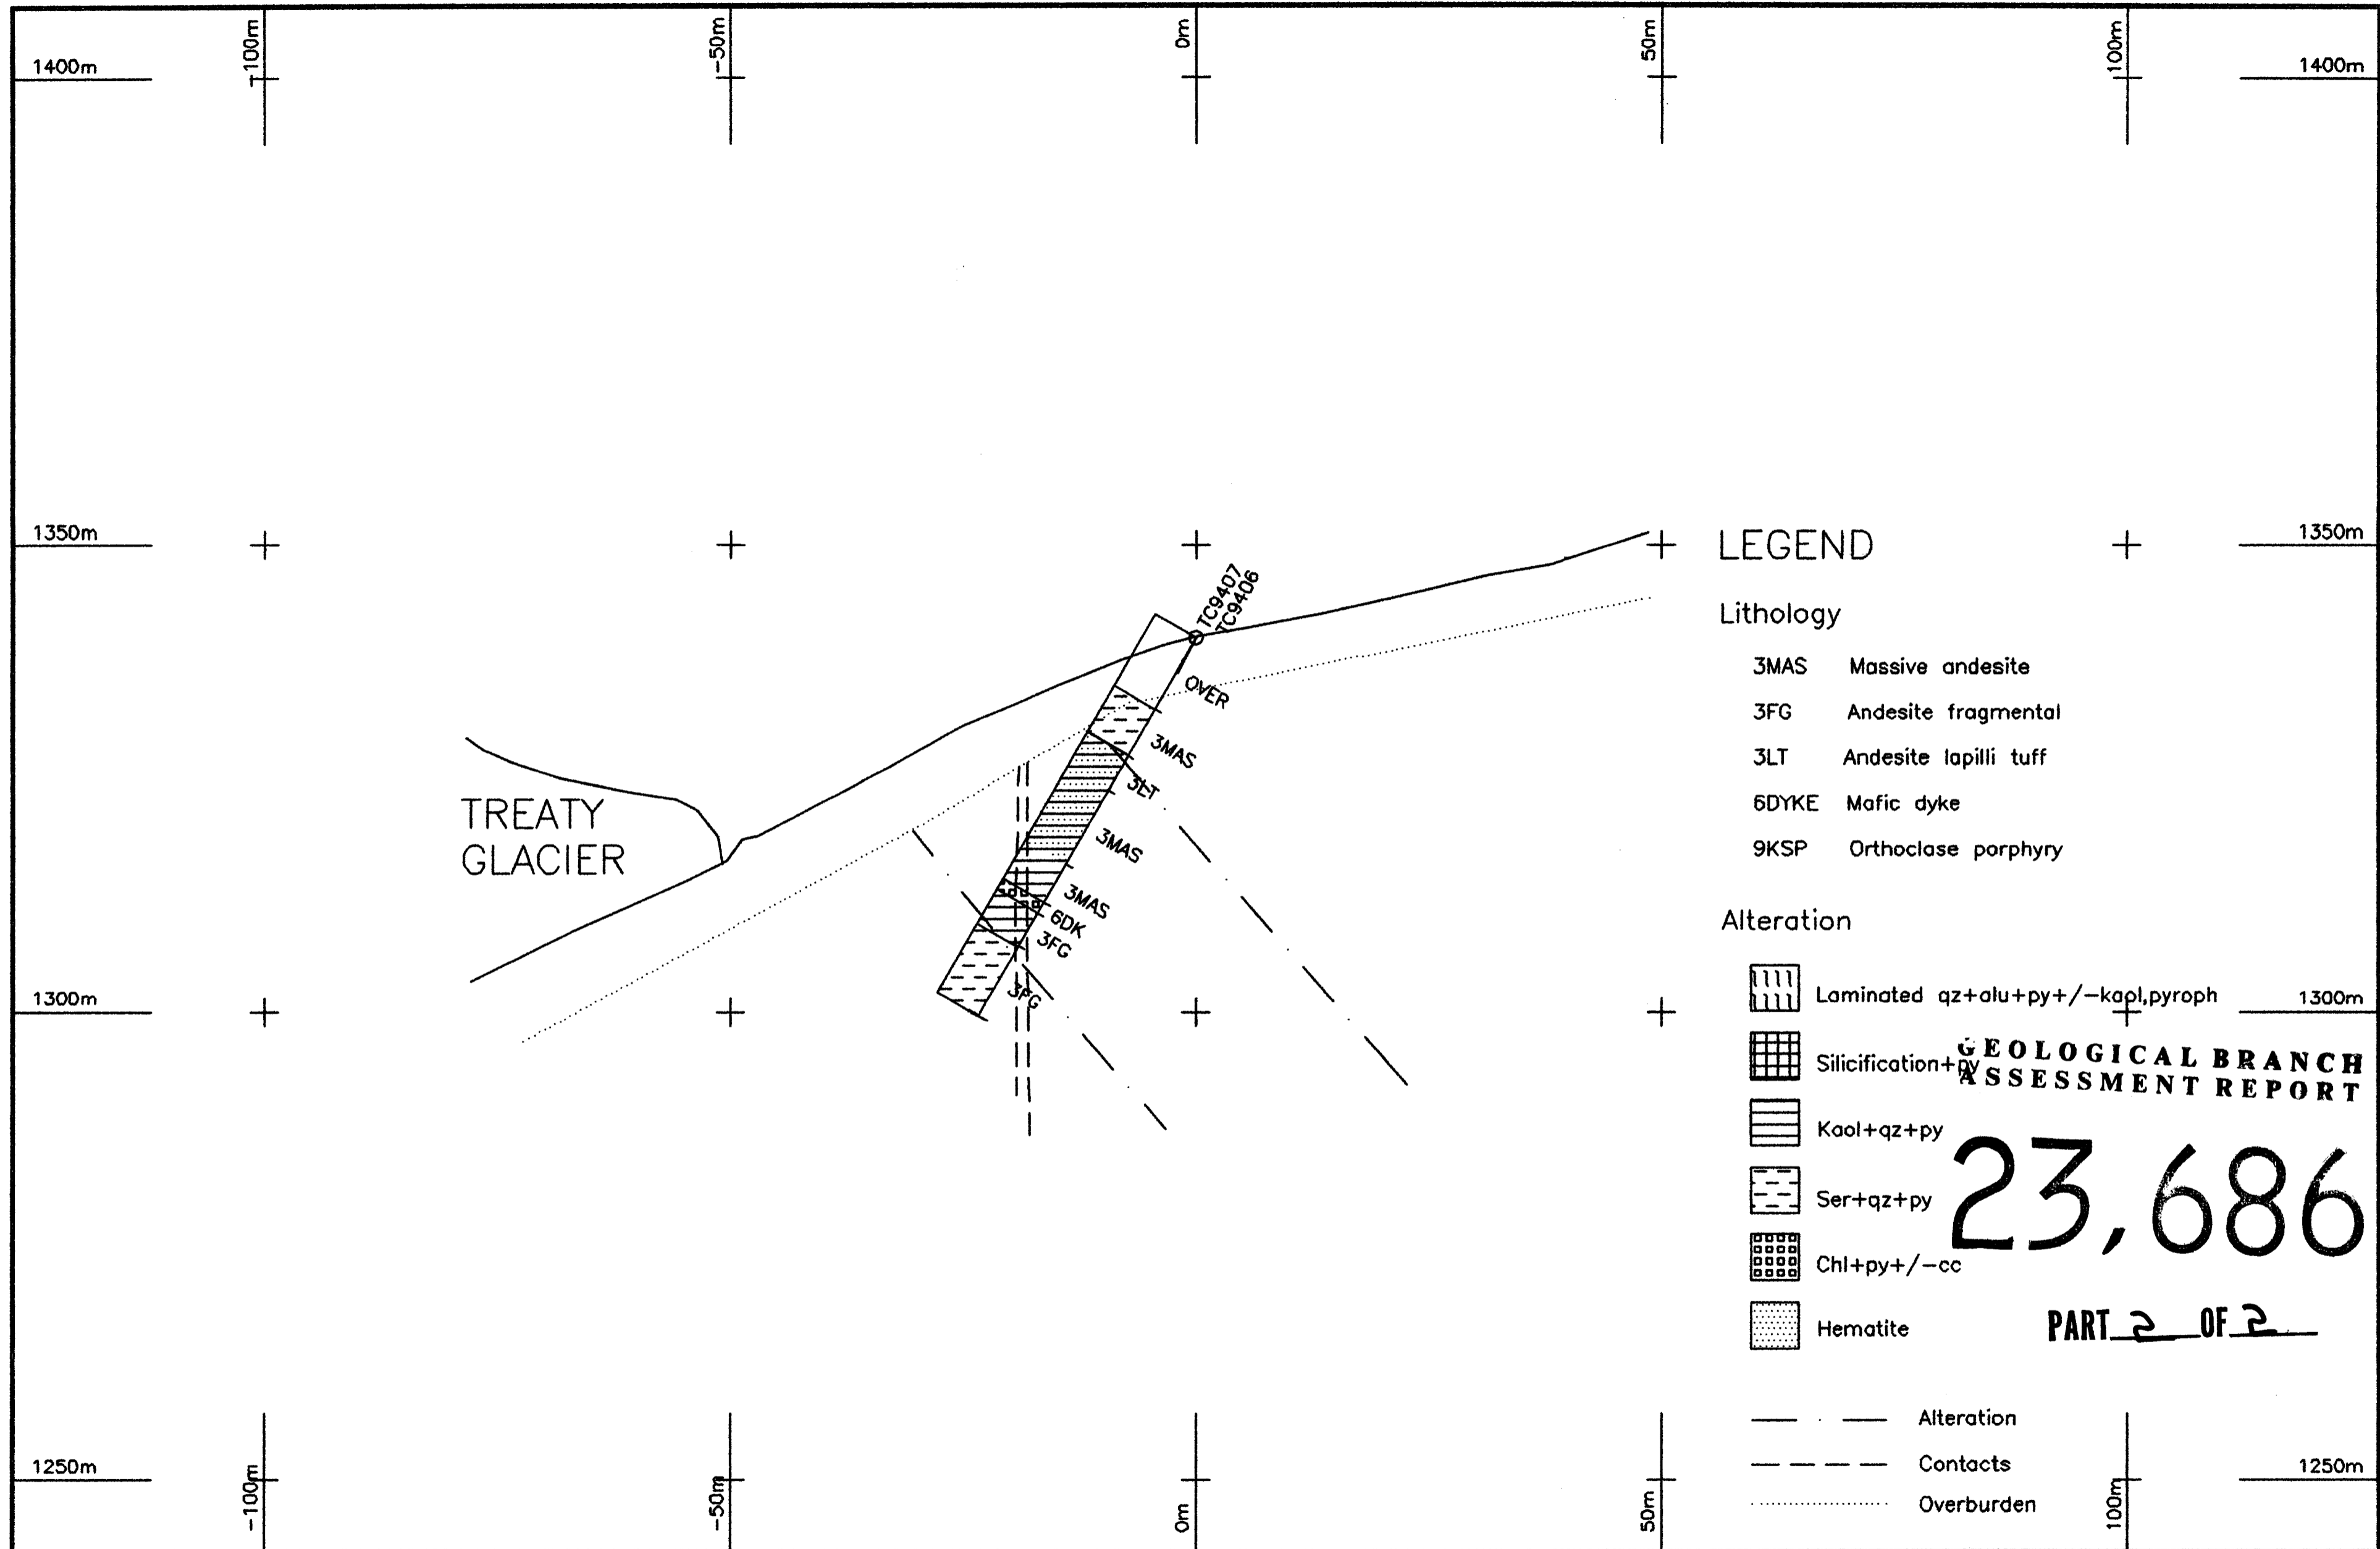 -100m
-50m
0m
50m
100m
1400m
1400m
1350m
1350m
TC9407
TC9406
OVER
3MAS
3LT
3MAS
3MAS
6DK
3FG
3FG
TREATY
GLACIER
1300m
1300m
LEGEND
Lithology
3MAS Massive andesite
3FG Andesite fragmental
3LT Andesite lapilli tuff
6DYKE Mafic dyke
9KSP Orthoclase porphyry
Alteration
Laminated qz+alu+py+/-kaol,pyroph
Silicification+py
Kaol+qz+py
Ser+qz+py
Chl+py+/-cc
Hematite
GEOLOGICAL BRANCH
ASSESSMENT REPORT
23,686
PART 2 OF 2
Alteration
Contacts
Overburden
1250m
1250m
-100m
-50m
0m
50m
100m